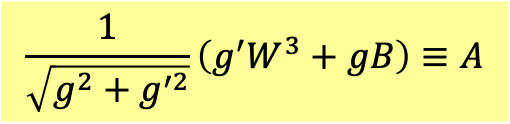 1/√(g² + g′²) (g′W³ + gB) ≡ A